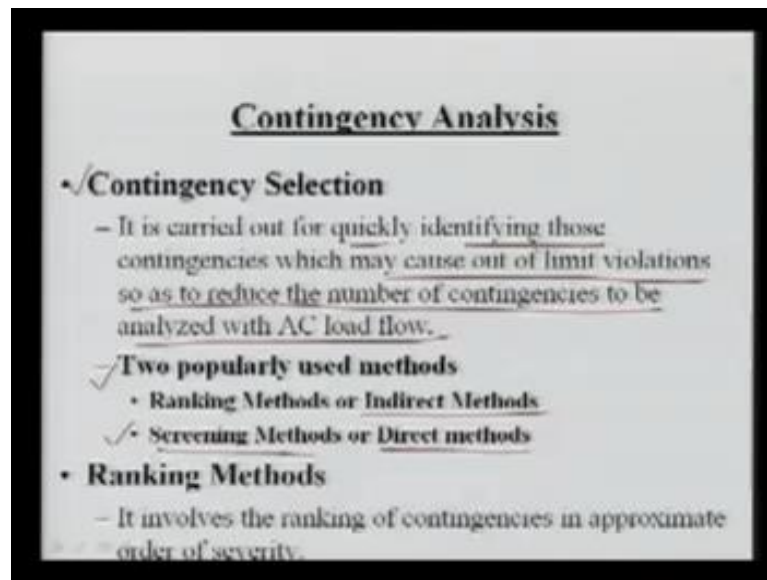 Contingency Analysis
• Contingency Selection
– It is carried out for quickly identifying those
contingencies which may cause out of limit violations
so as to reduce the number of contingencies to be
analyzed with AC load flow.
– Two popularly used methods
• Ranking Methods or Indirect Methods
• Screening Methods or Direct methods
• Ranking Methods
– It involves the ranking of contingencies in approximate
order of severity.